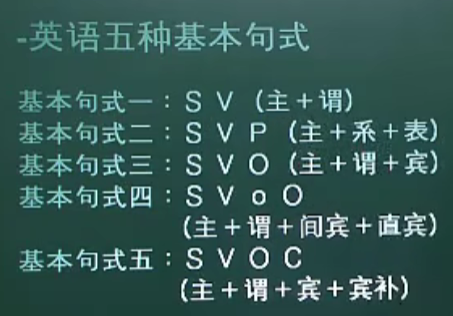 -英语五种基本句式
基本句式一：S V （主＋谓）
基本句式二：S V P （主＋系＋表）
基本句式三：S V O （主＋谓＋宾）
基本句式四：S V o O
（主＋谓＋间宾＋直宾）
基本句式五：S V O C
（主＋谓＋宾＋宾补）